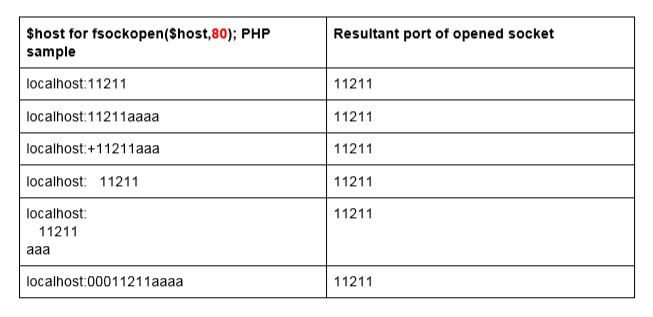 $host for fsockopen($host,80); PHP Resultant port of opened socket
sample
localhost:11211 11211
localhost:11211aaaa 11211
localhost:+11211aaa 11211
localhost:   11211 11211
localhost: 11211
11211
aaa
localhost:00011211aaaa 11211